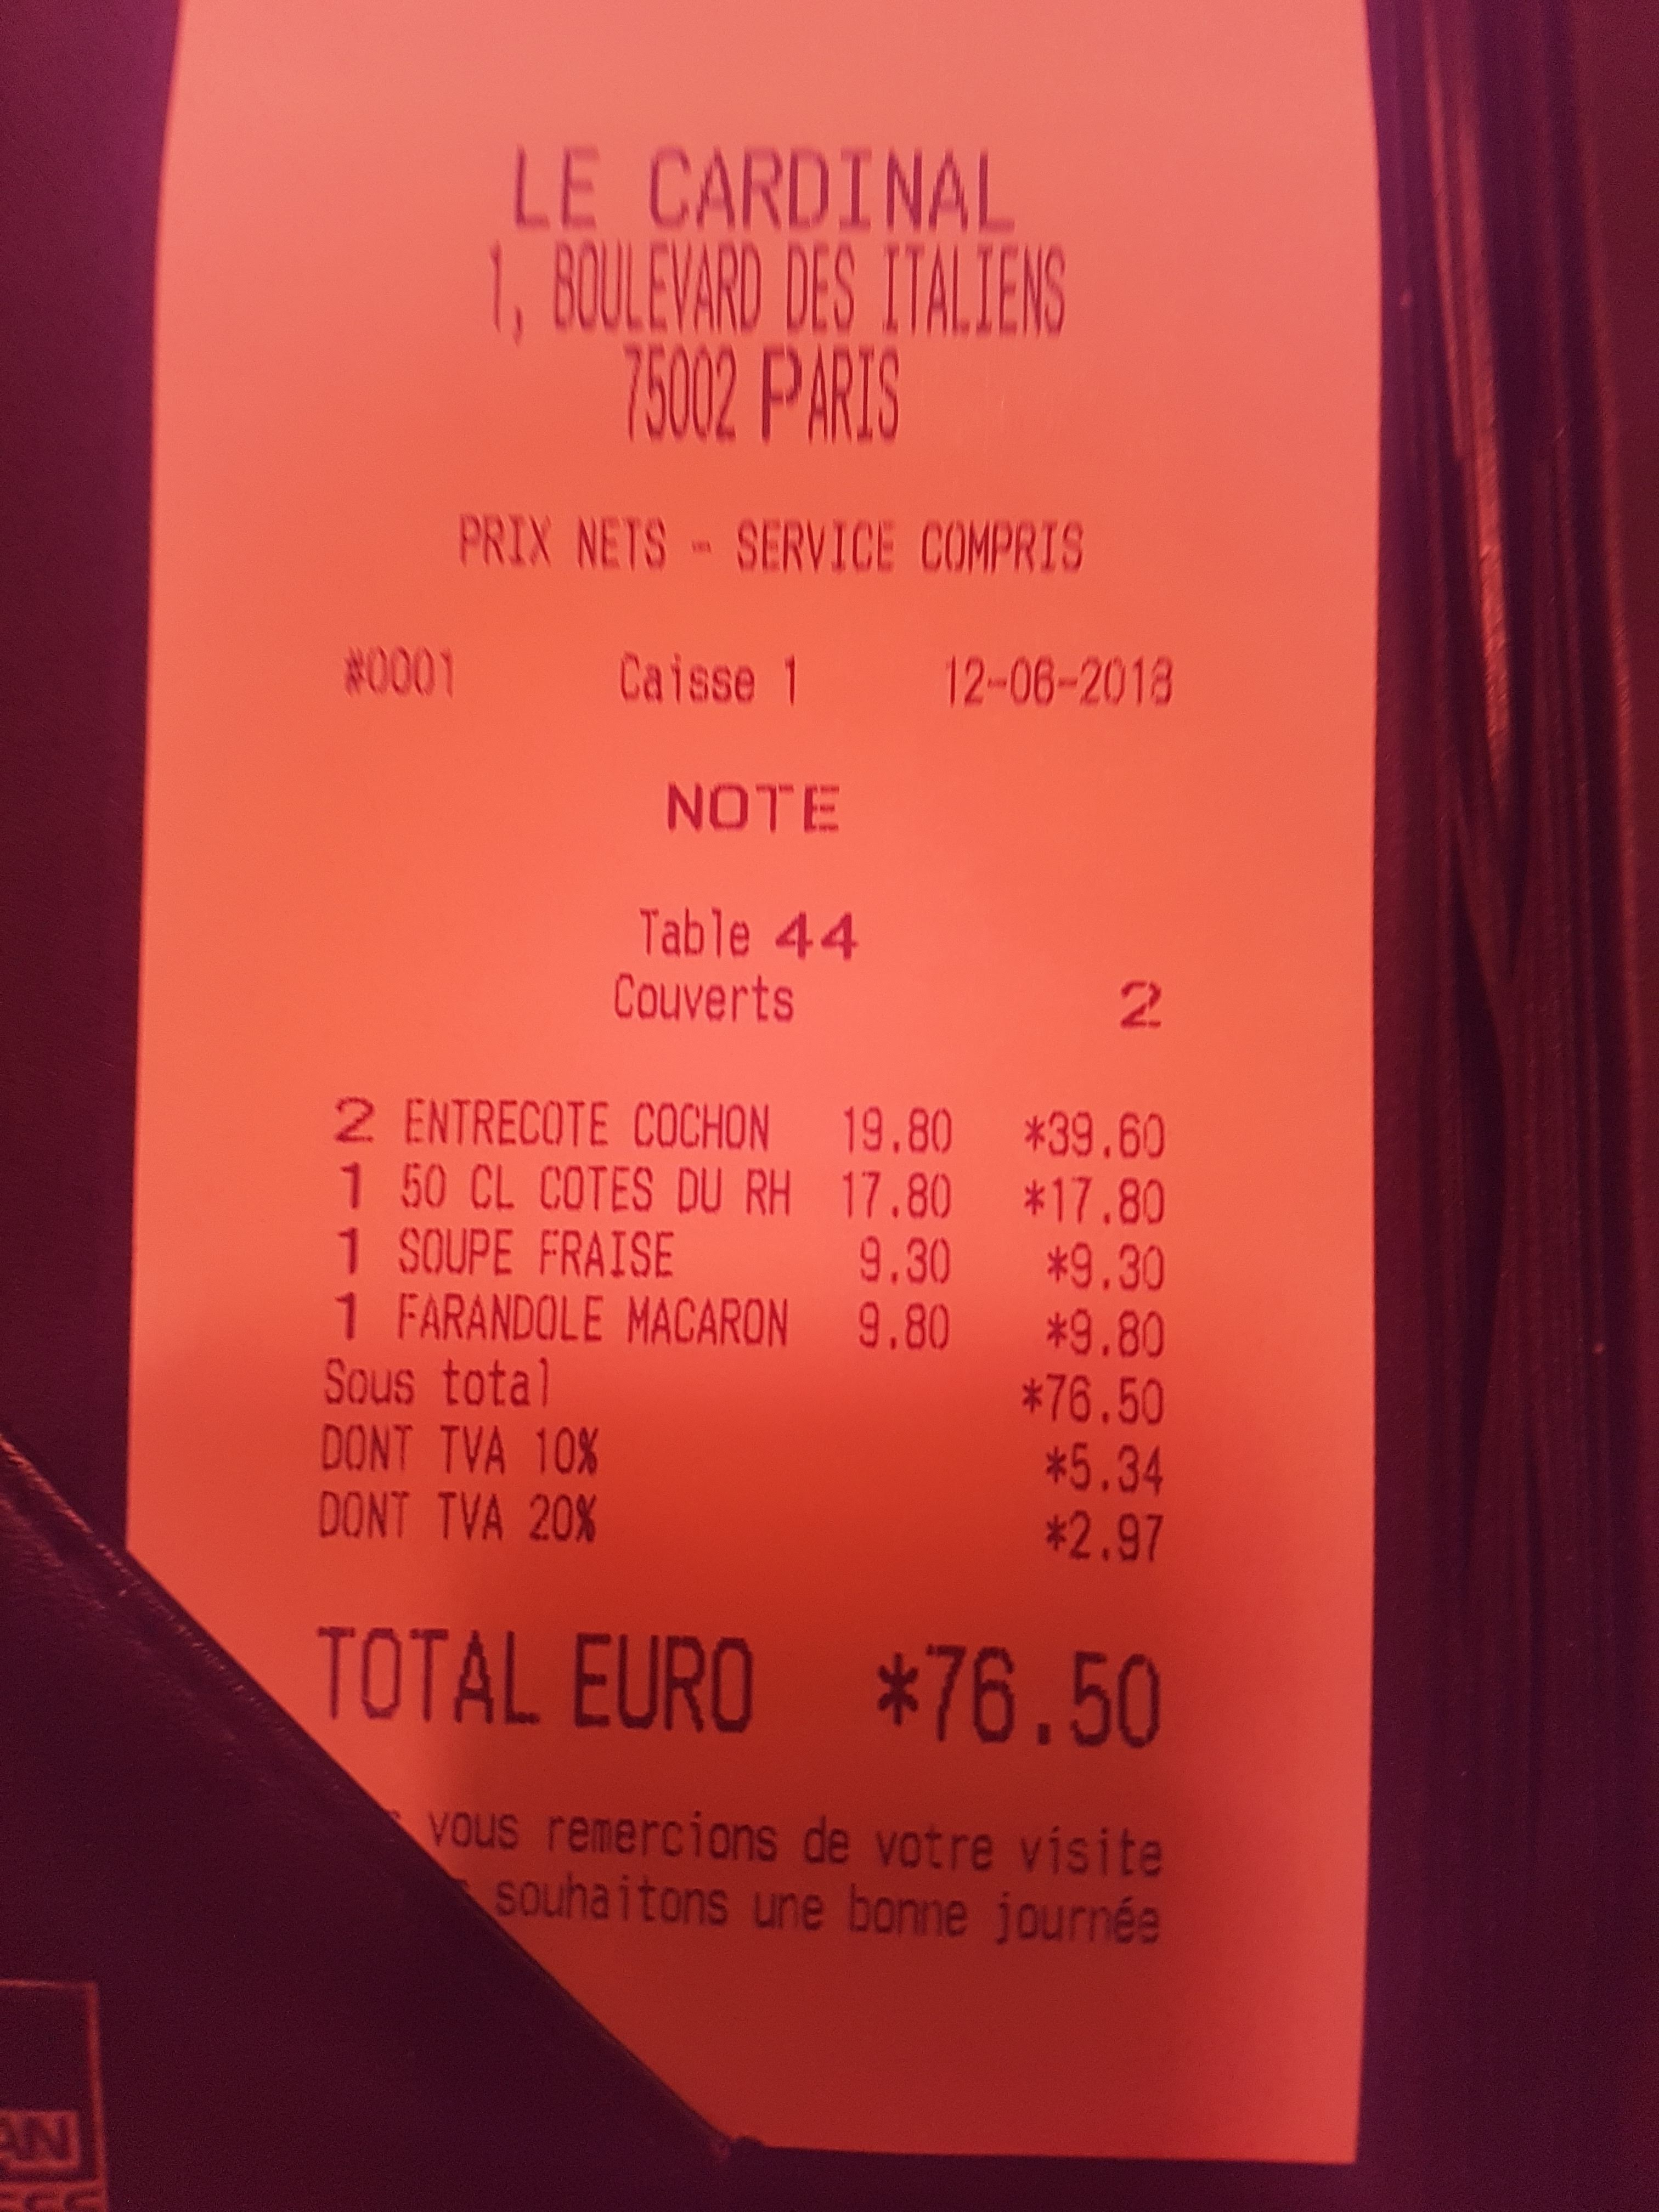 LE CARDINAL
1, BOULEVARD DES ITALIENS
75002 PARIS
PRIX NETS - SERVICE COMPRIS
#0001 Caisse 1 12-06-2018
NOTE
Table 44
Couverts 2
2 ENTRECOTE COCHON 19.80 *39.60
1 50 CL COTES DU RH 17.80 *17.80
1 SOUPE FRAISE 9.30 *9.30
1 FARANDOLE MACARON 9.80 *9.80
Sous total *76.50
DONT TVA 10% *5.34
DONT TVA 20% *2.97
TOTAL EURO *76.50
vous remercions de votre visite
souhaitons une bonne journée
AN